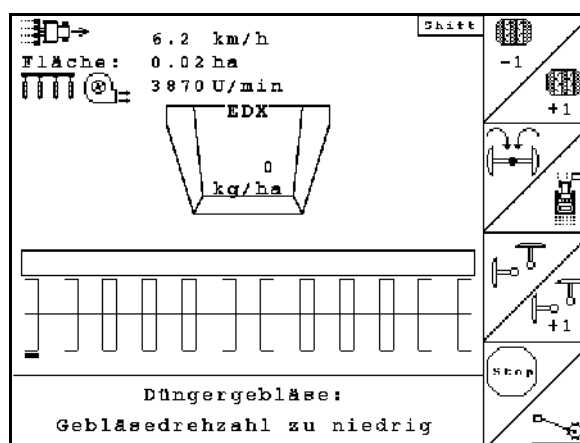 Shift
6.2 km/h
Fläche: 0.02 ha
3870 U/min
EDX
0
kg/ha
-1
+1
+1
Stop
Düngergebläse:
Gebläsedrehzahl zu niedrig